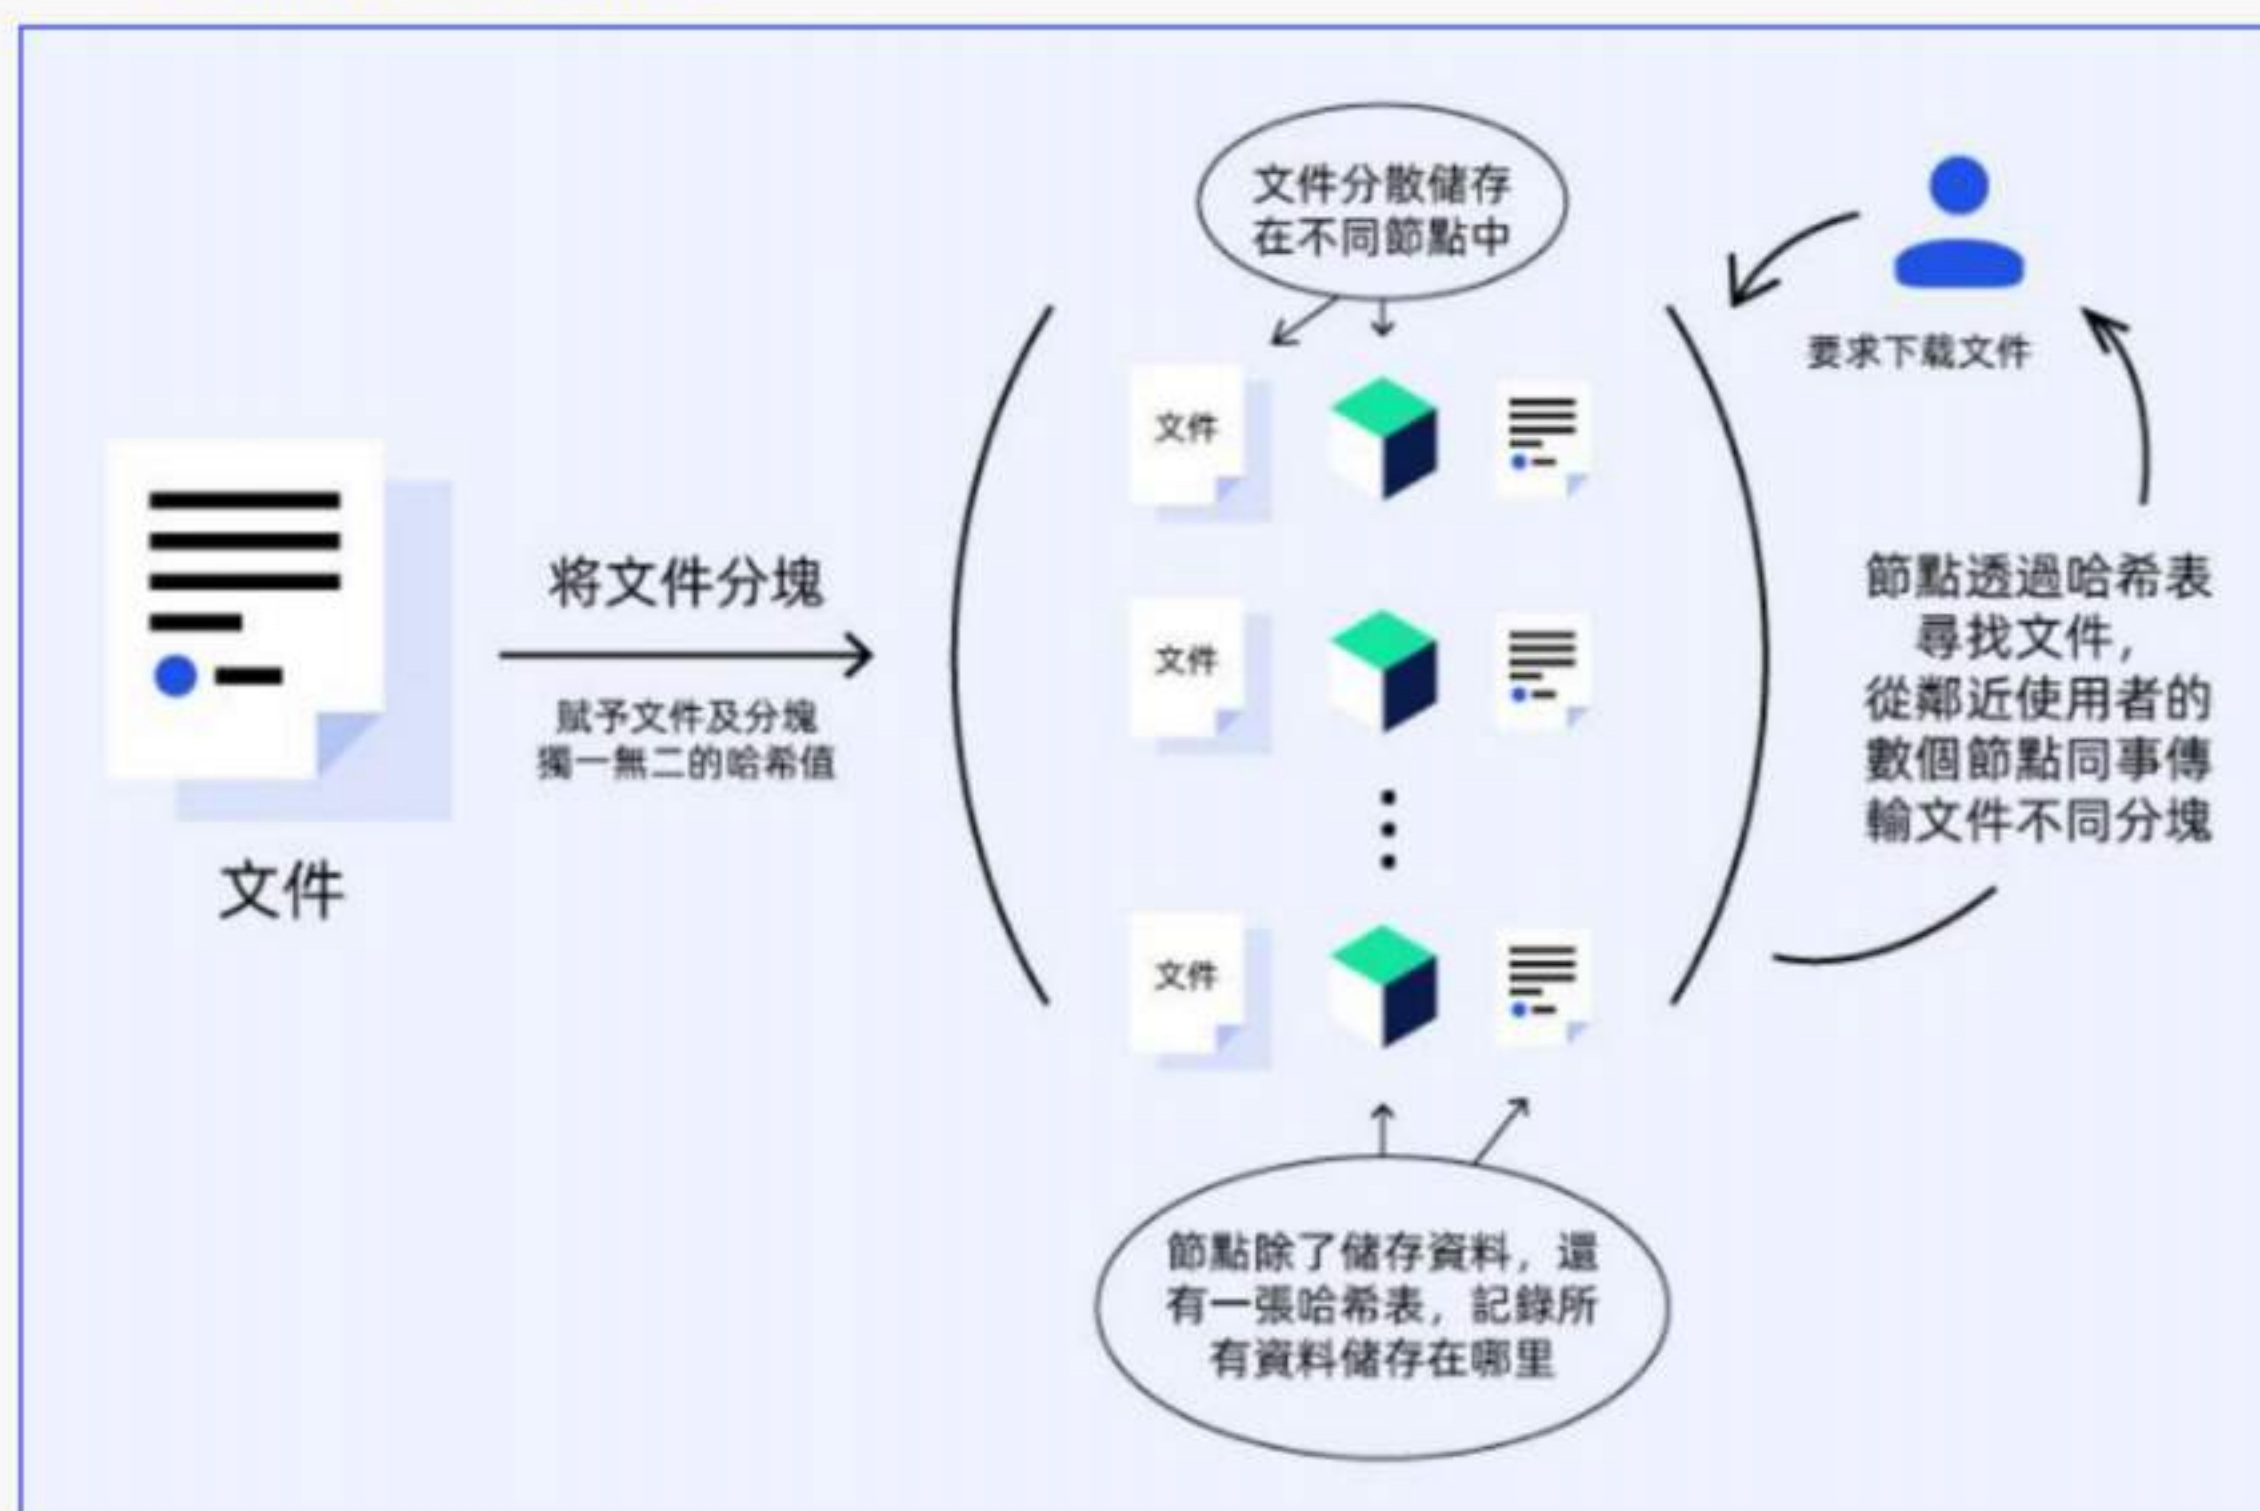 文件
将文件分塊
賦予文件及分塊
獨一無二的哈希值
文件分散儲存
在不同節點中
文件
文件
文件
節點除了儲存資料，還
有一張哈希表，記錄所
有資料儲存在哪里
要求下载文件
節點透過哈希表
尋找文件，
從鄰近使用者的
數個節點同事傳
輸文件不同分塊